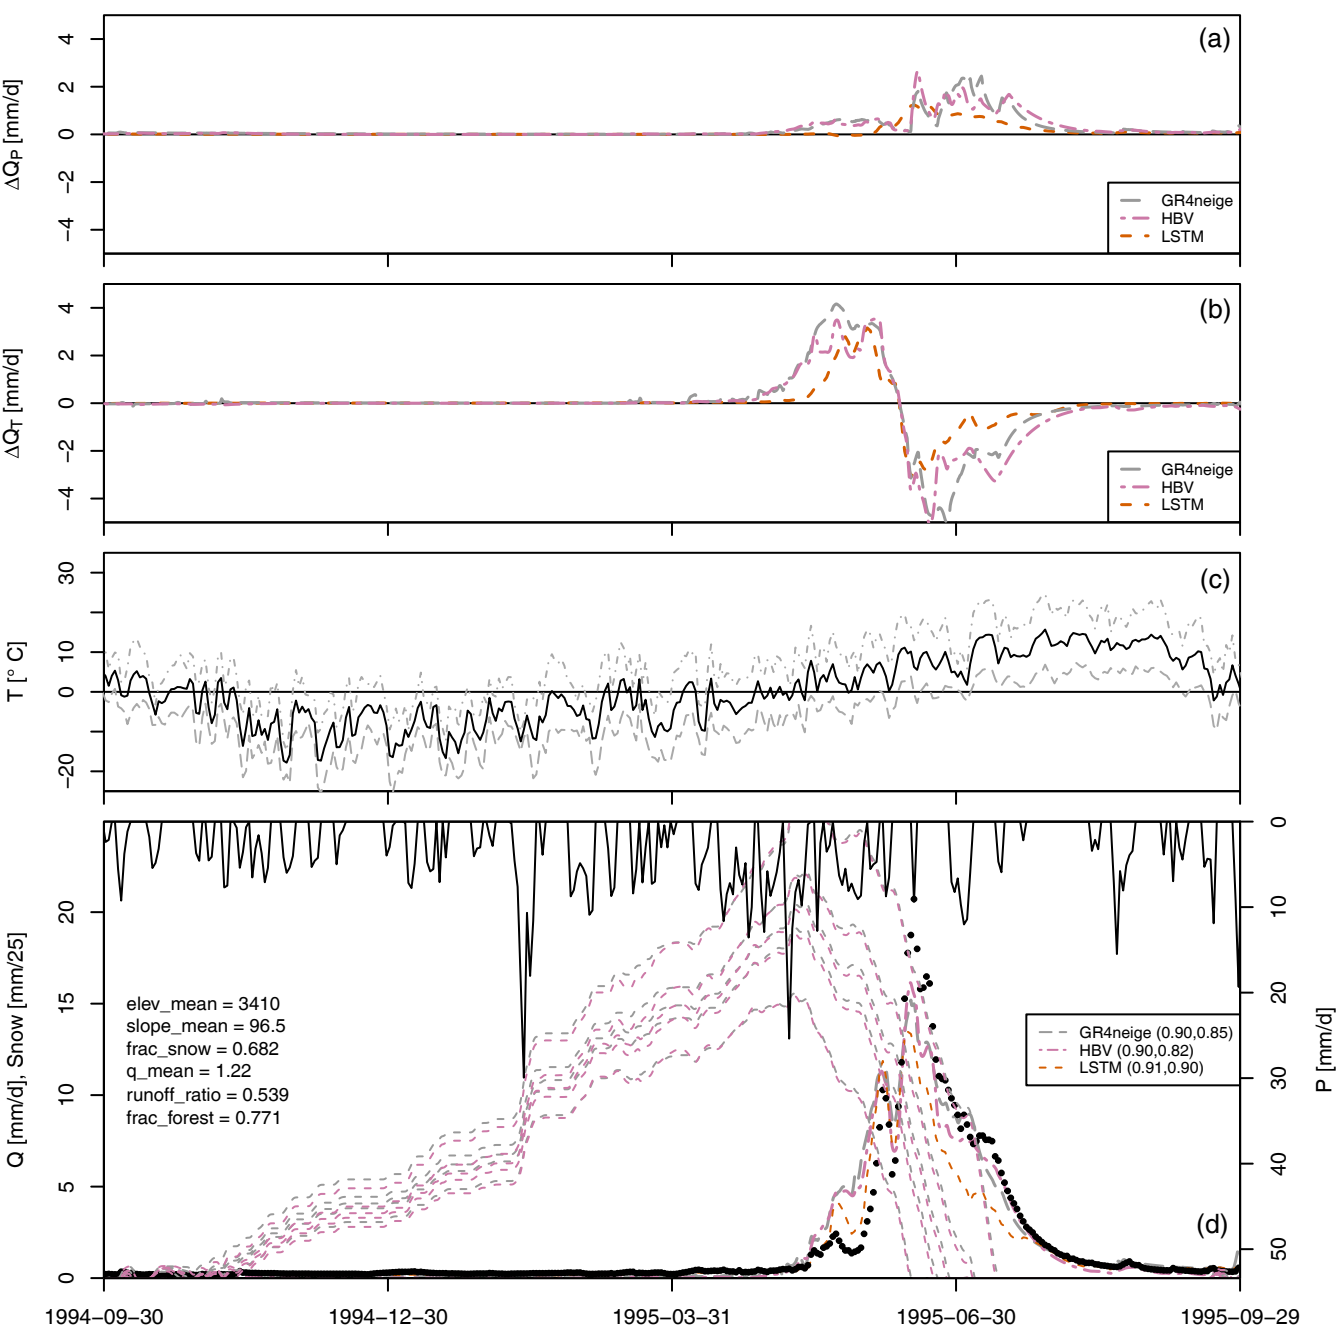 (a)
ΔQP [mm/d]
4
2
0
−2
−4
GR4neige
HBV
LSTM
(b)
ΔQT [mm/d]
4
2
0
−2
−4
GR4neige
HBV
LSTM
(c)
T [° C]
30
10
0
−20
(d)
Q [mm/d], Snow [mm/25]
20
15
10
5
0
P [mm/d]
0
10
20
30
40
50
elev_mean = 3410
slope_mean = 96.5
frac_snow = 0.682
q_mean = 1.22
runoff_ratio = 0.539
frac_forest = 0.771
GR4neige (0.90,0.85)
HBV (0.90,0.82)
LSTM (0.91,0.90)
1994−09−30
1994−12−30
1995−03−31
1995−06−30
1995−09−29